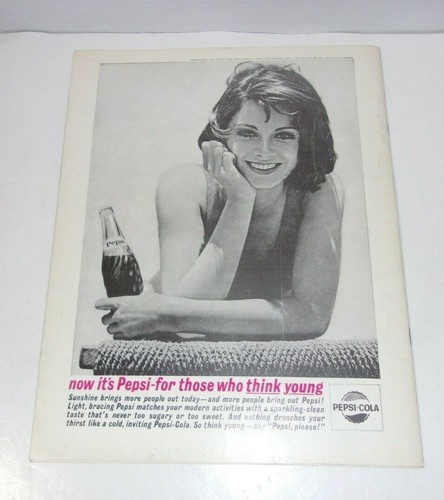 pepsi
now it's Pepsi-for those who think young
Sunshine brings more people out today—and more people bring out Pepsi!
Light, bracing Pepsi matches your modern activities with a sparkling-clean
taste that's never too sugary or too sweet. And nothing drenches your
thirst like a cold, inviting Pepsi-Cola. So think young—say "Pepsi, please!"
PEPSI-COLA